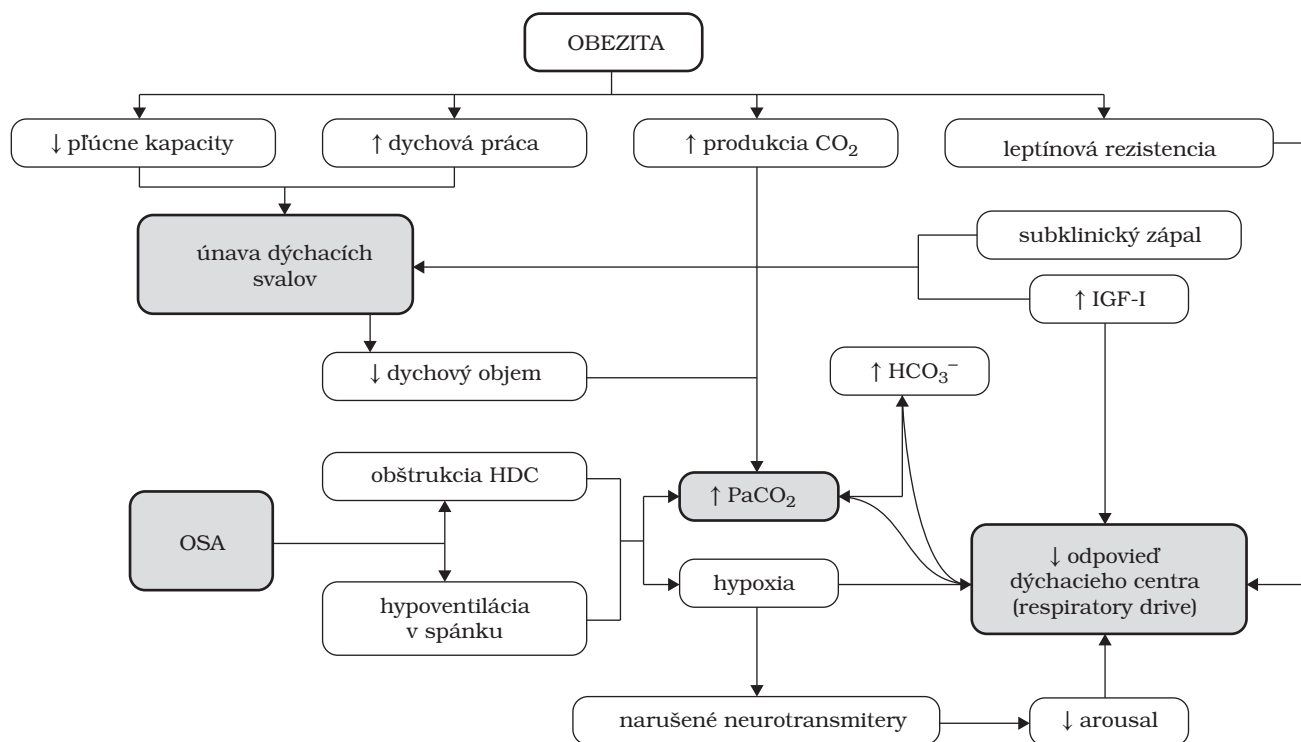 OBEZITA
↓ pľúcne kapacity
↑ dychová práca
↑ produkcia CO₂
leptínová rezistencia
únava dýchacích
svalov
subklinický zápal
↑ IGF-I
↓ dychový objem
↑ HCO₃⁻
obštrukcia HDC
↑ PaCO₂
OSA
hypoventilácia
v spánku
hypoxia
↓ odpovieď
dýchacieho centra
(respiratory drive)
narušené neurotransmitery
↓ arousal